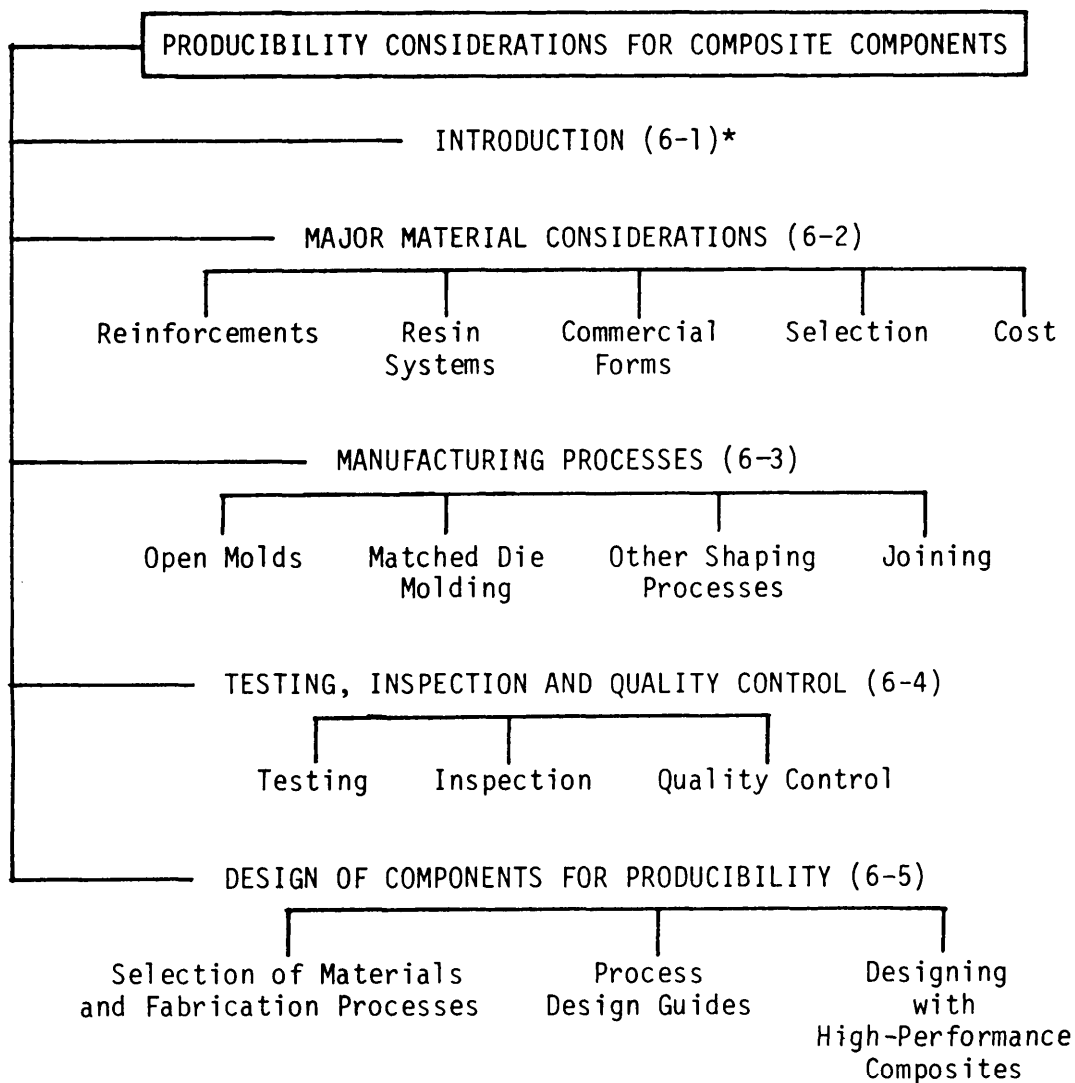 PRODUCIBILITY CONSIDERATIONS FOR COMPOSITE COMPONENTS
INTRODUCTION (6-1)*
MAJOR MATERIAL CONSIDERATIONS (6-2)
Reinforcements
Resin
Systems
Commercial
Forms
Selection
Cost
MANUFACTURING PROCESSES (6-3)
Open Molds
Matched Die
Molding
Other Shaping
Processes
Joining
TESTING, INSPECTION AND QUALITY CONTROL (6-4)
Testing
Inspection
Quality Control
DESIGN OF COMPONENTS FOR PRODUCIBILITY (6-5)
Selection of Materials
and Fabrication Processes
Process
Design Guides
Designing
with
High-Performance
Composites